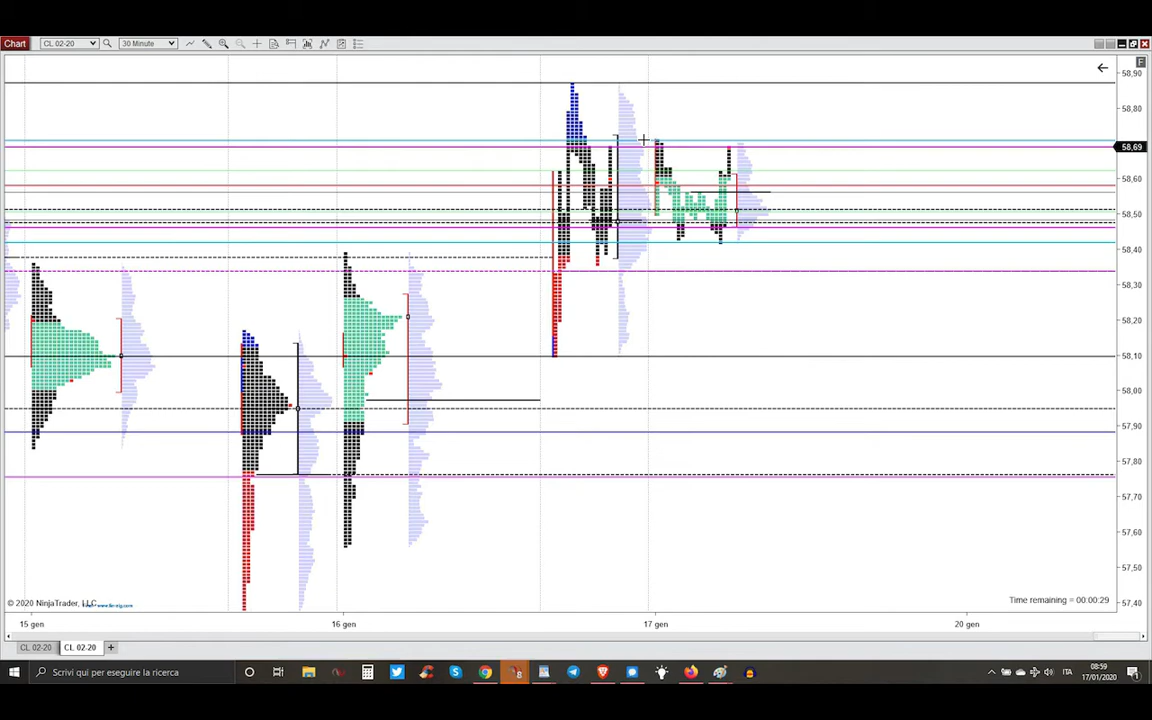 Chart CL 02-20 30 Minute
F
58,90
58,80
58,69
58,60
58,50
58,40
58,30
58,20
58,10
58,00
57,90
57,80
57,70
57,60
57,50
57,40
© 2020 NinjaTrader, LLC
Time remaining = 00:00:29
15 gen 16 gen 17 gen 20 gen
CL 02-20 CL 02-20 +
Scrivi qui per eseguire la ricerca
ITA
08:59
17/01/2020